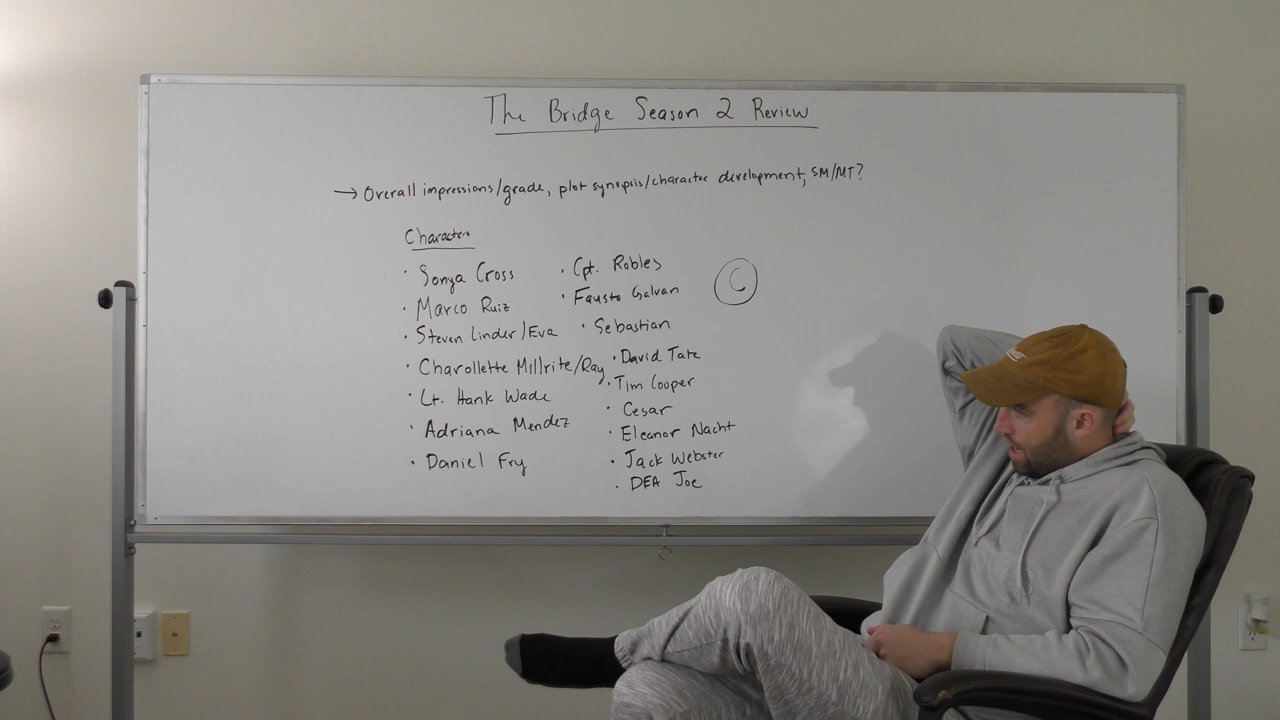 The Bridge Season 2 Review
→ Overall impressions/grade, plot synopsis/character development, SM/MT?
Characters
· Sonya Cross
· Marco Ruiz
· Steven Linder/Eva
· Charollette Millrite/Ray
· Lt. Hank Wade
· Adriana Mendez
· Daniel Fry
· Cpt. Robles
· Fausto Galvan
· Sebastian
· David Tate
· Tim Cooper
· Cesar
· Eleanor Nacht
· Jack Webster
· DEA Joe
C